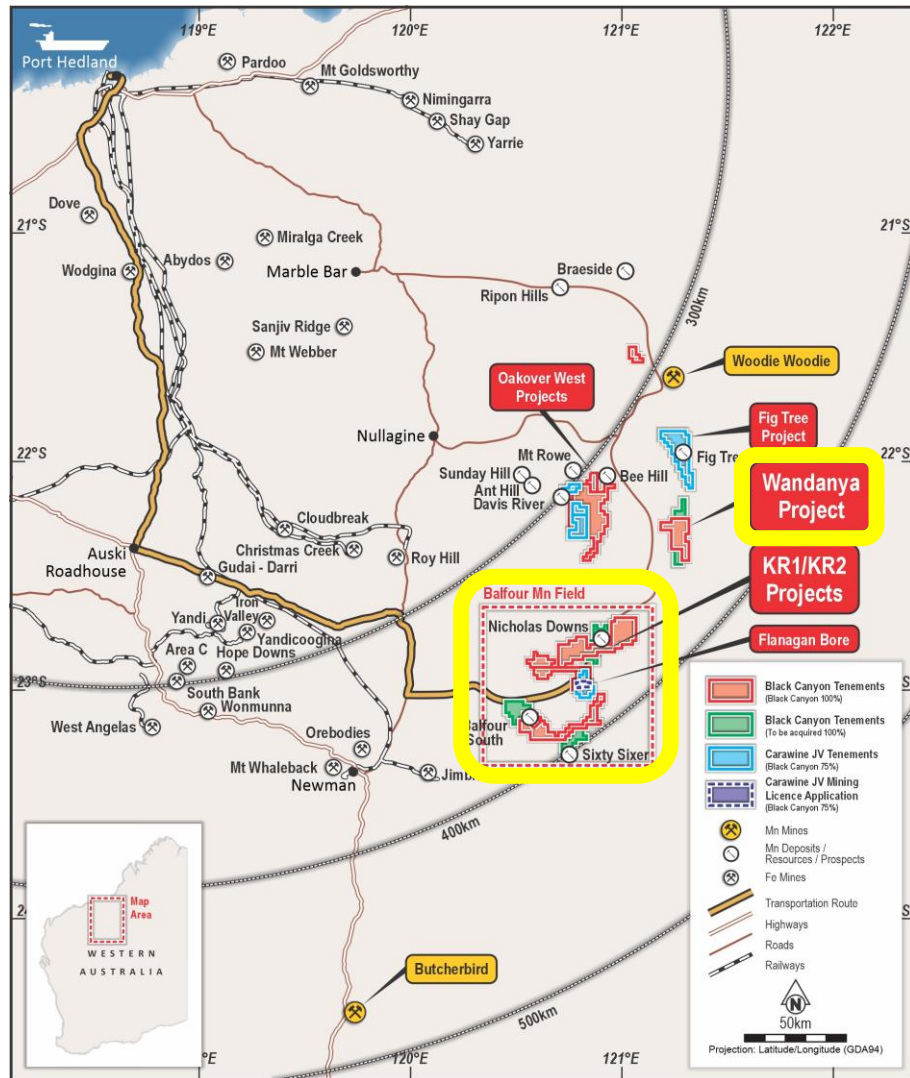 119°E
120°E
121°E
122°E
Port Hedland
Pardoo
Mt Goldsworthy
Nimingarra
Shay Gap
Yarrie
Dove
21°S
21°S
Miralga Creek
Abydos
Wodgina
Marble Bar
Braeside
Ripon Hills
300km
Sanjiv Ridge
Mt Webber
Woodie Woodie
Oakover West
Projects
Nullagine
Fig Tree
Project
22°S
22°S
Mt Rowe
Fig Tre
Sunday Hill
Bee Hill
Ant Hill
Davis River
Wandanya
Project
Cloudbreak
Christmas Creek
Roy Hill
Auski
Roadhouse
Gudai - Darri
KR1/KR2
Projects
Balfour Mn Field
Iron
Valley
Yandi
Yandicoogina
Nicholas Downs
Flanagan Bore
Area C
Hope Downs
23°S
South Bank
Wonmunna
West Angelas
Orebodies
Balfour
South
Sixty Sixer
Mt Whaleback
Newman
Jimb
400km
Black Canyon Tenements
(Black Canyon 100%)
Black Canyon Tenements
(To be acquired 100%)
Carawine JV Tenements
(Black Canyon 75%)
Carawine JV Mining
Licence Application
(Black Canyon 75%)
Mn Mines
Mn Deposits /
Resources / Prospects
Fe Mines
Transportation Route
Highways
Roads
Railways
N
50km
Projection: Latitude/Longitude (GDA94)
Map
Area
WESTERN
AUSTRALIA
24
°S
Butcherbird
500km
°E
120°E
121°E
122°E